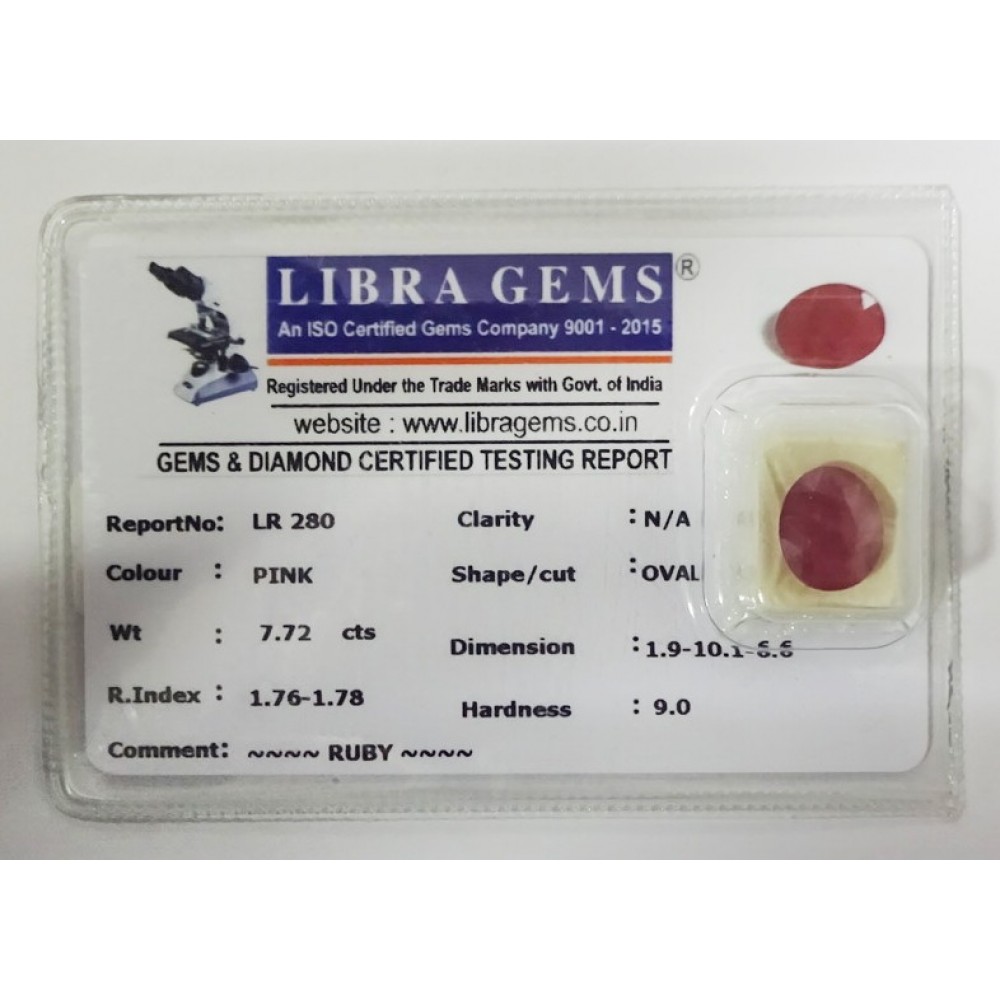 LIBRA GEMS ®
An ISO Certified Gems Company 9001 - 2015
Registered Under the Trade Marks with Govt. of India
website : www.libragems.co.in
GEMS & DIAMOND CERTIFIED TESTING REPORT
ReportNo: LR 280 Clarity : N/A
Colour : PINK Shape/cut : OVAL
Wt : 7.72 cts Dimension : 1.9-10.1-6.6
R.Index : 1.76-1.78 Hardness : 9.0
Comment: ~~~~ RUBY ~~~~